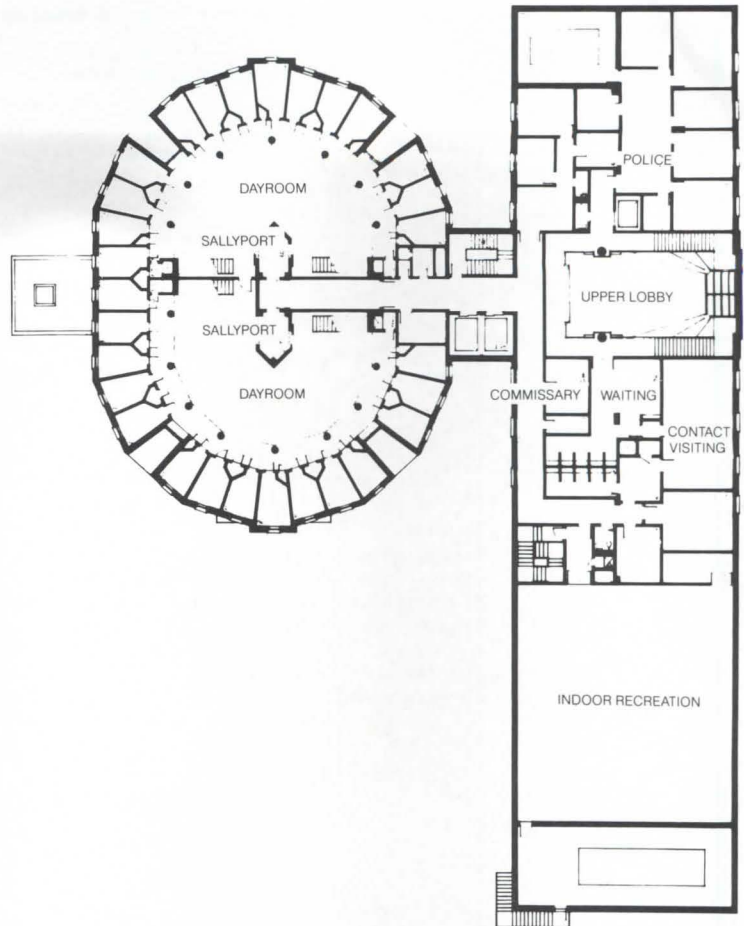 DAYROOM
SALLYPORT
SALLYPORT
DAYROOM
POLICE
UPPER LOBBY
COMMISSARY
WAITING
CONTACT
VISITING
INDOOR RECREATION